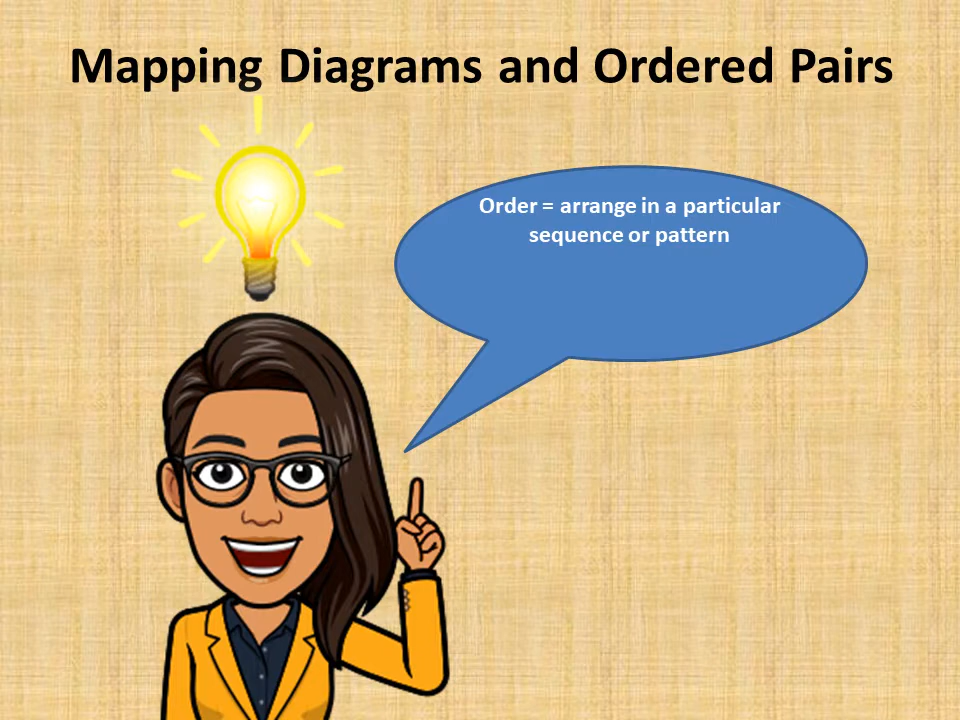 Mapping Diagrams and Ordered Pairs
Order = arrange in a particular
sequence or pattern